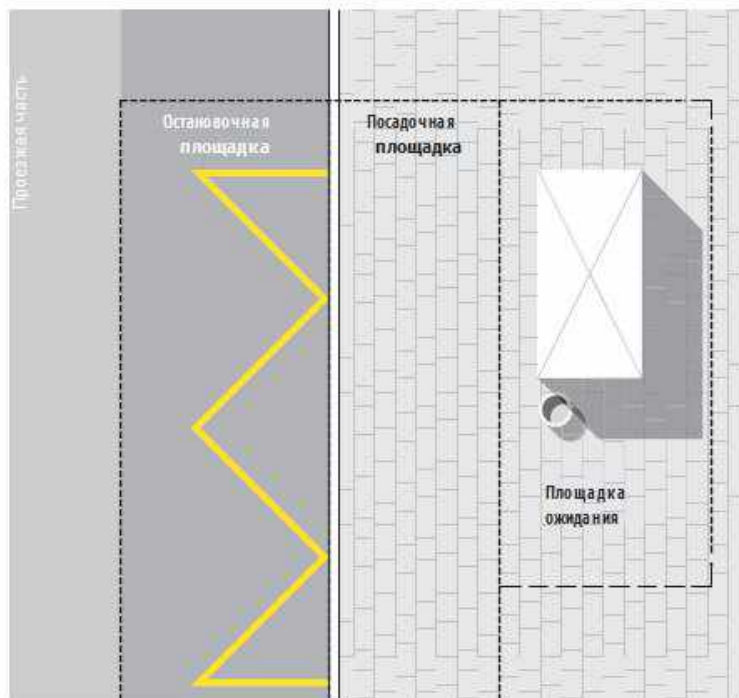 Проезжая часть
Остановочная
площадка
Посадочная
площадка
Площадка
ожидания